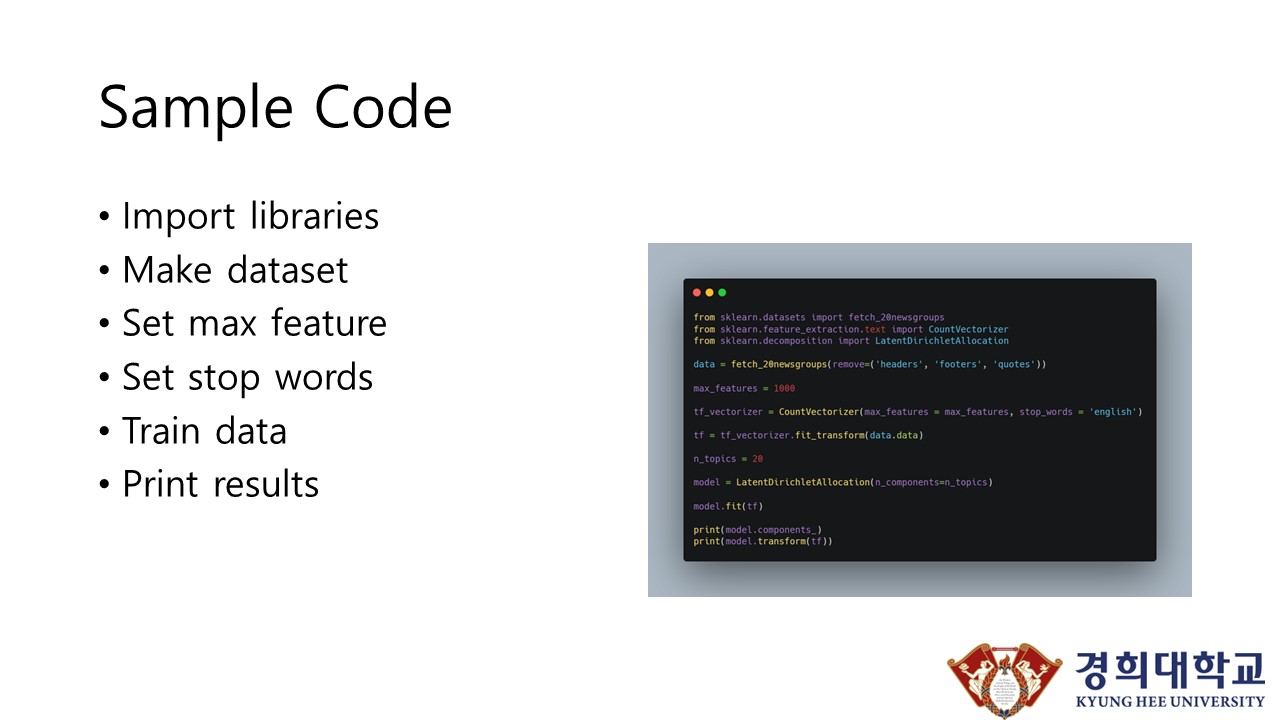 Sample Code
• Import libraries
• Make dataset
• Set max feature
• Set stop words
• Train data
• Print results
from sklearn.datasets import fetch_20newsgroups
from sklearn.feature_extraction.text import CountVectorizer
from sklearn.decomposition import LatentDirichletAllocation
data = fetch_20newsgroups(remove=('headers', 'footers', 'quotes'))
max_features = 1000
tf_vectorizer = CountVectorizer(max_features = max_features, stop_words = 'english')
tf = tf_vectorizer.fit_transform(data.data)
n_topics = 20
model = LatentDirichletAllocation(n_components=n_topics)
model.fit(tf)
print(model.components_)
print(model.transform(tf))
경희대학교
KYUNG HEE UNIVERSITY